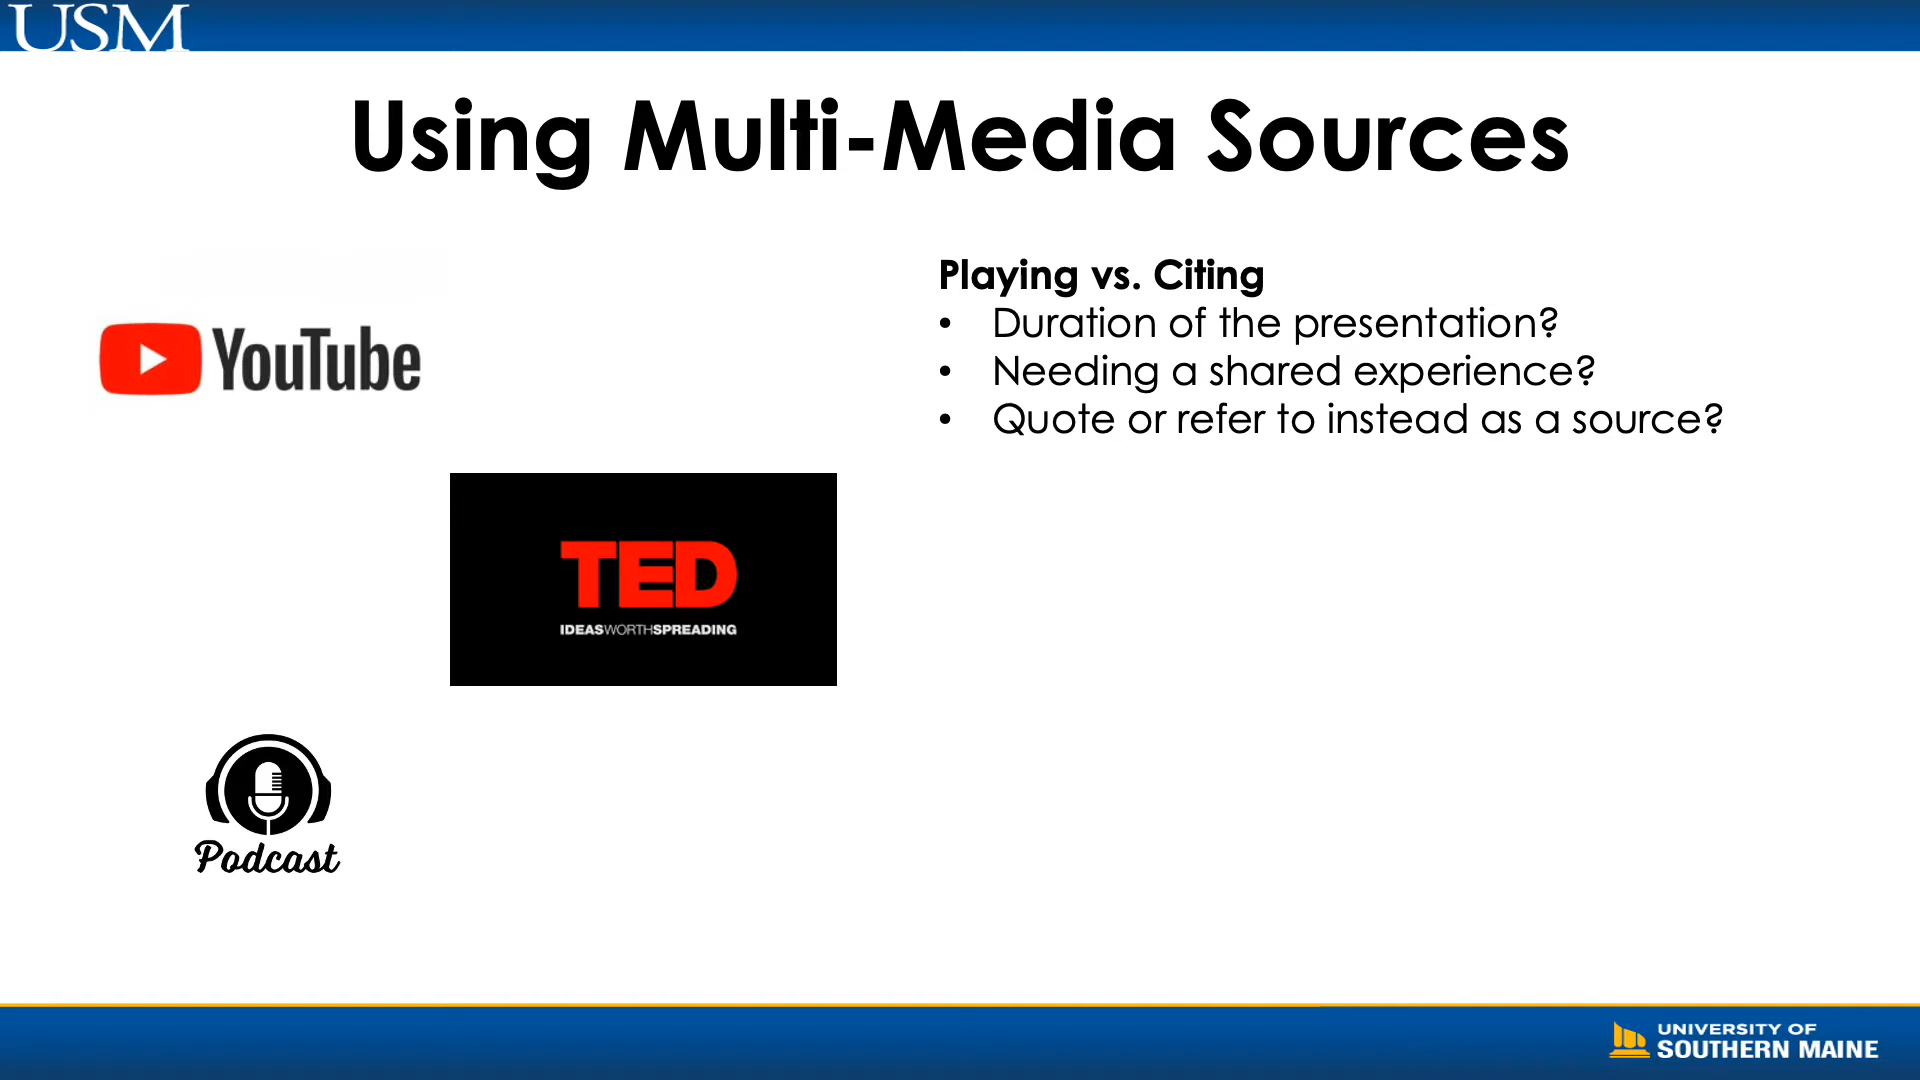 USM
Using Multi-Media Sources
YouTube
TED
IDEASWORTHSPREADING
Podcast
Playing vs. Citing
• Duration of the presentation?
• Needing a shared experience?
• Quote or refer to instead as a source?
UNIVERSITY OF
SOUTHERN MAINE